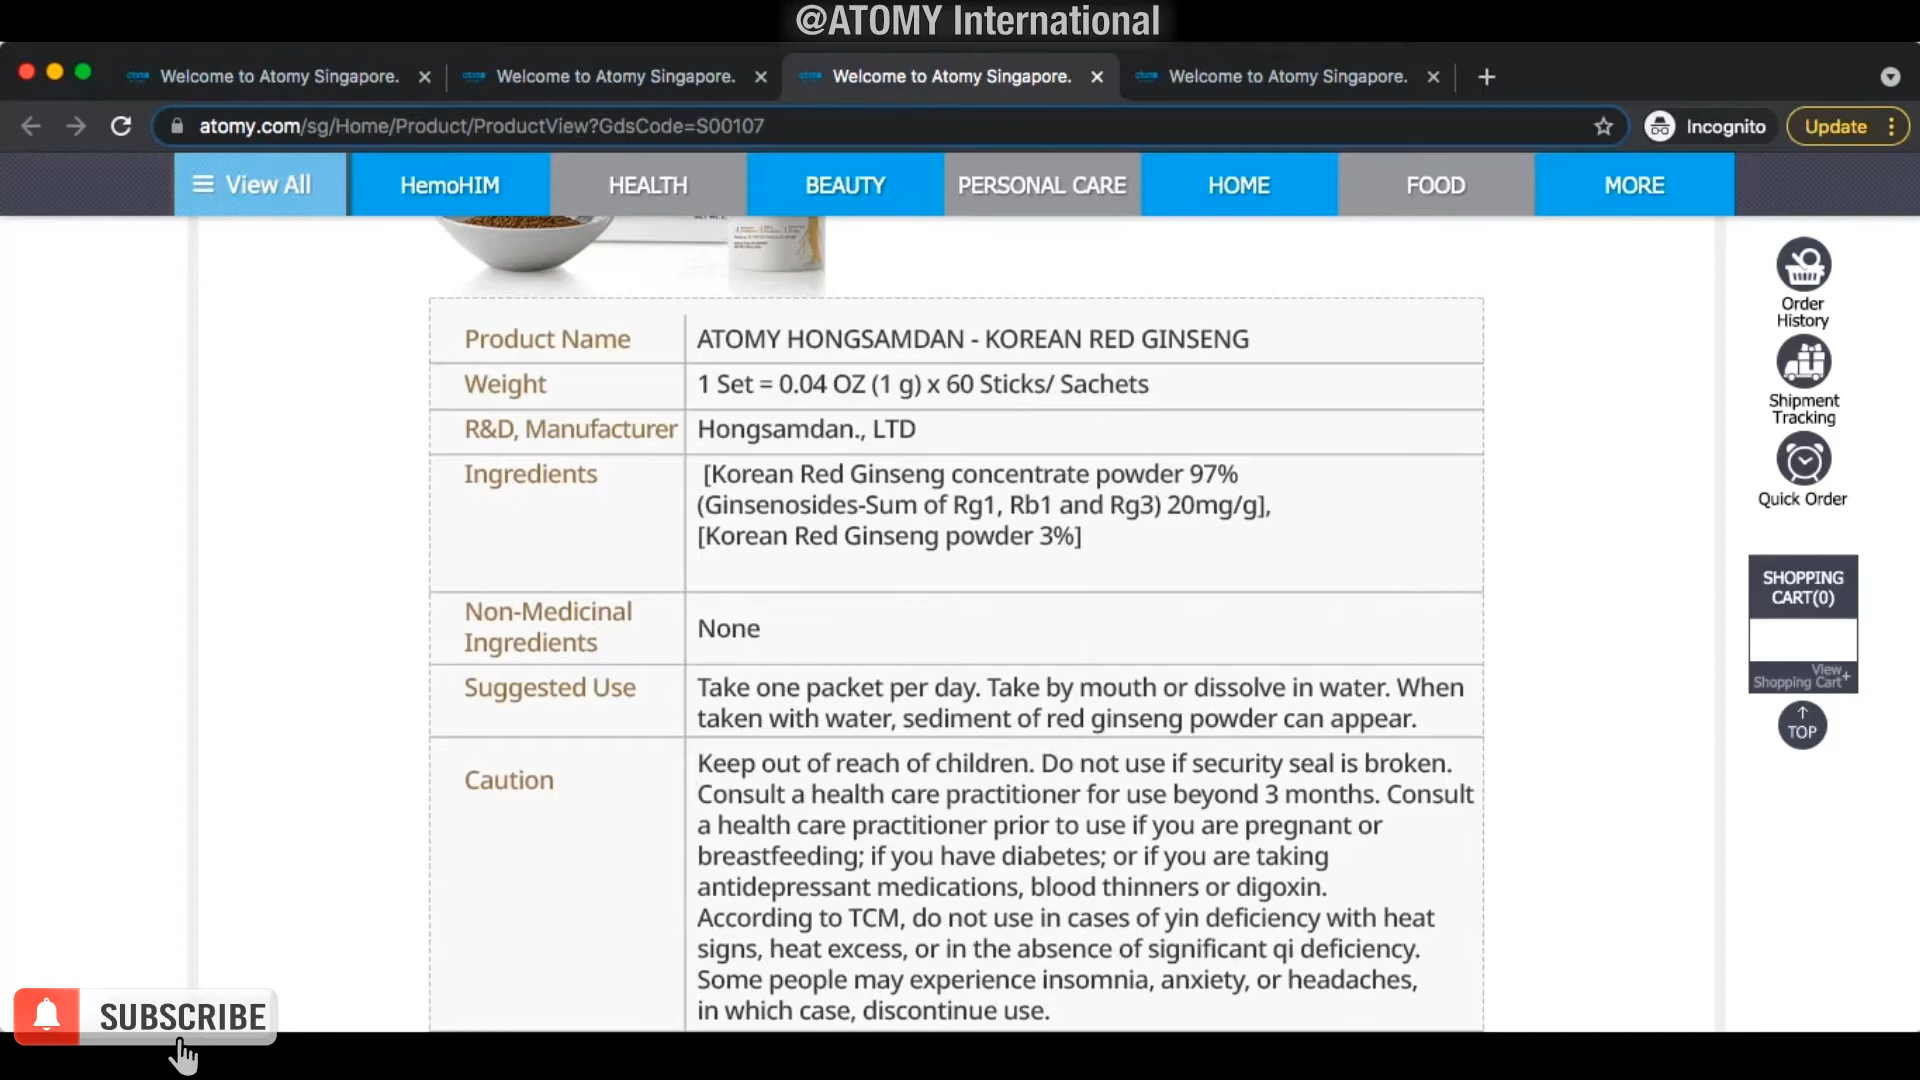 @ATOMY International
Welcome to Atomy Singapore.
Welcome to Atomy Singapore.
Welcome to Atomy Singapore.
Welcome to Atomy Singapore.
atomy.com/sg/Home/Product/ProductView?GdsCode=S00107
Incognito
Update
View All
HemoHIM
HEALTH
BEAUTY
PERSONAL CARE
HOME
FOOD
MORE
Order
History
Shipment
Tracking
Quick Order
SHOPPING
CART(0)
View
Shopping Cart+
TOP
Product Name
ATOMY HONGSAMDAN - KOREAN RED GINSENG
Weight
1 Set = 0.04 OZ (1 g) x 60 Sticks/ Sachets
R&D, Manufacturer
Hongsamdan., LTD
Ingredients
[Korean Red Ginseng concentrate powder 97%
(Ginsenosides-Sum of Rg1, Rb1 and Rg3) 20mg/g],
[Korean Red Ginseng powder 3%]
Non-Medicinal
Ingredients
None
Suggested Use
Take one packet per day. Take by mouth or dissolve in water. When
taken with water, sediment of red ginseng powder can appear.
Caution
Keep out of reach of children. Do not use if security seal is broken.
Consult a health care practitioner for use beyond 3 months. Consult
a health care practitioner prior to use if you are pregnant or
breastfeeding; if you have diabetes; or if you are taking
antidepressant medications, blood thinners or digoxin.
According to TCM, do not use in cases of yin deficiency with heat
signs, heat excess, or in the absence of significant qi deficiency.
Some people may experience insomnia, anxiety, or headaches,
in which case, discontinue use.
SUBSCRIBE